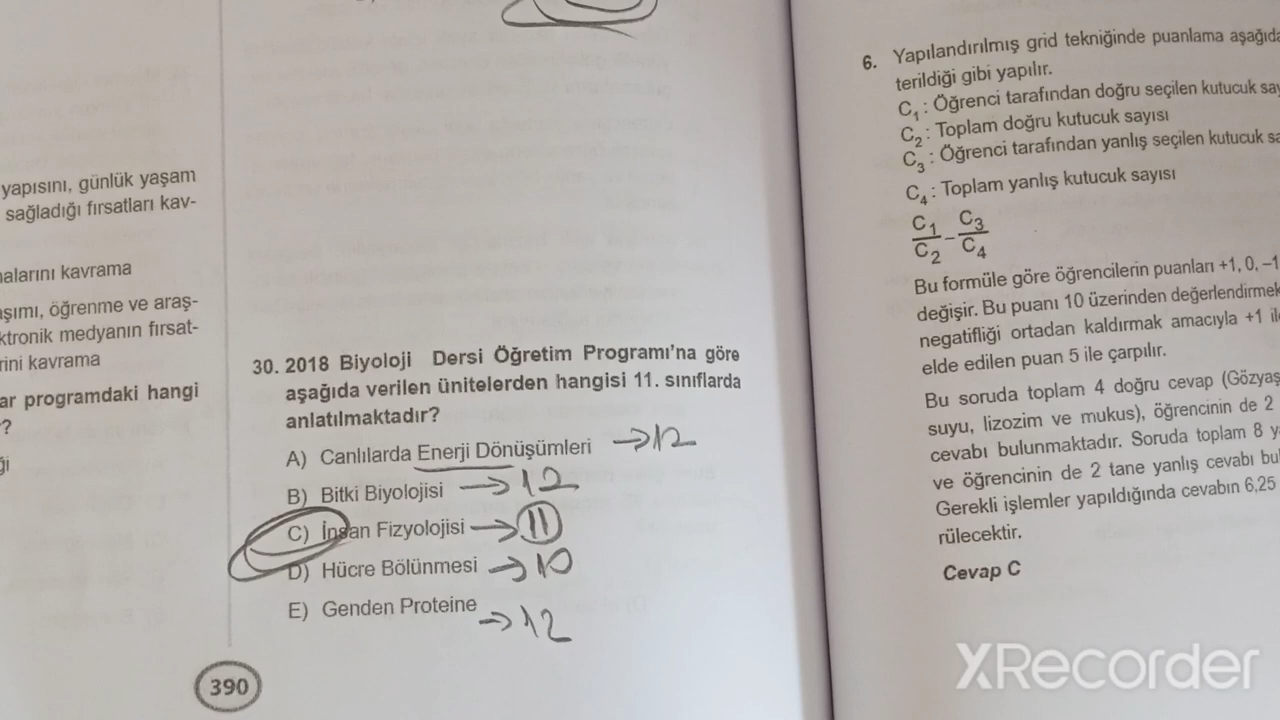 yapısını, günlük yaşam
sağladığı fırsatları kav-
malarını kavrama
aşımı, öğrenme ve araş-
ktronik medyanın fırsat-
rini kavrama
ar programdaki hangi
?
ği
30. 2018 Biyoloji Dersi Öğretim Programı'na göre
aşağıda verilen ünitelerden hangisi 11. sınıflarda
anlatılmaktadır?
A) Canlılarda Enerji Dönüşümleri →12
B) Bitki Biyolojisi →12
C) İnsan Fizyolojisi →11
D) Hücre Bölünmesi →10
E) Genden Proteine →12
390
6. Yapılandırılmış grid tekniğinde puanlama aşağıda
terildiği gibi yapılır.
C₁ : Öğrenci tarafından doğru seçilen kutucuk say
C₂ : Toplam doğru kutucuk sayısı
C₃ : Öğrenci tarafından yanlış seçilen kutucuk sa
C₄ : Toplam yanlış kutucuk sayısı
C₁/C₂ - C₃/C₄
Bu formüle göre öğrencilerin puanları +1, 0, –1
değişir. Bu puanı 10 üzerinden değerlendirmek
negatifliği ortadan kaldırmak amacıyla +1 il
elde edilen puan 5 ile çarpılır.
Bu soruda toplam 4 doğru cevap (Gözyaş
suyu, lizozim ve mukus), öğrencinin de 2
cevabı bulunmaktadır. Soruda toplam 8 y
ve öğrencinin de 2 tane yanlış cevabı bu
Gerekli işlemler yapıldığında cevabın 6,25
rülecektir.
Cevap C
XRecorder